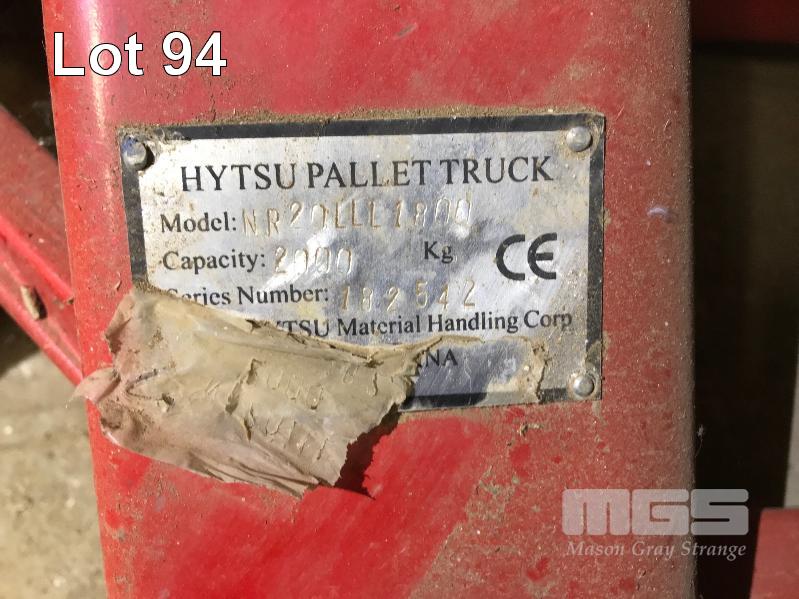 Lot 94
HYTSU PALLET TRUCK
Model: NR20LLL1800
Capacity: 2000 Kg CE
Series Number: 182542
HYTSU Material Handling Corp
MGS
Mason Gray Strange